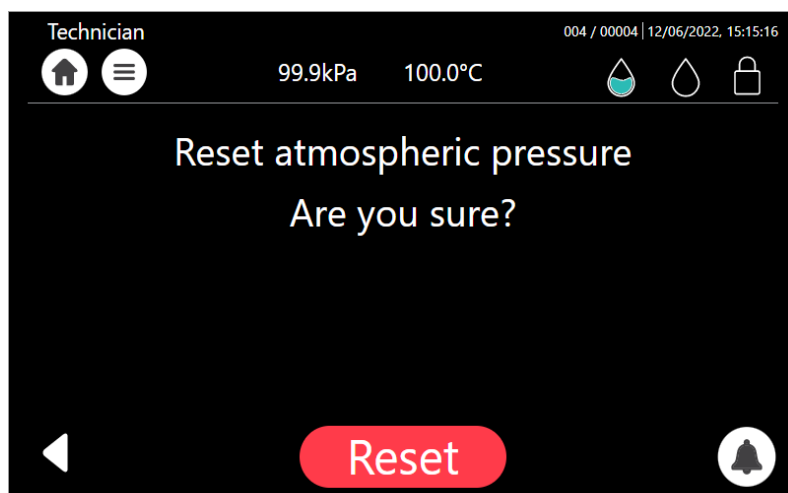 Technician
004 / 00004 | 12/06/2022, 15:15:16
99.9kPa 100.0°C
Reset atmospheric pressure
Are you sure?
Reset